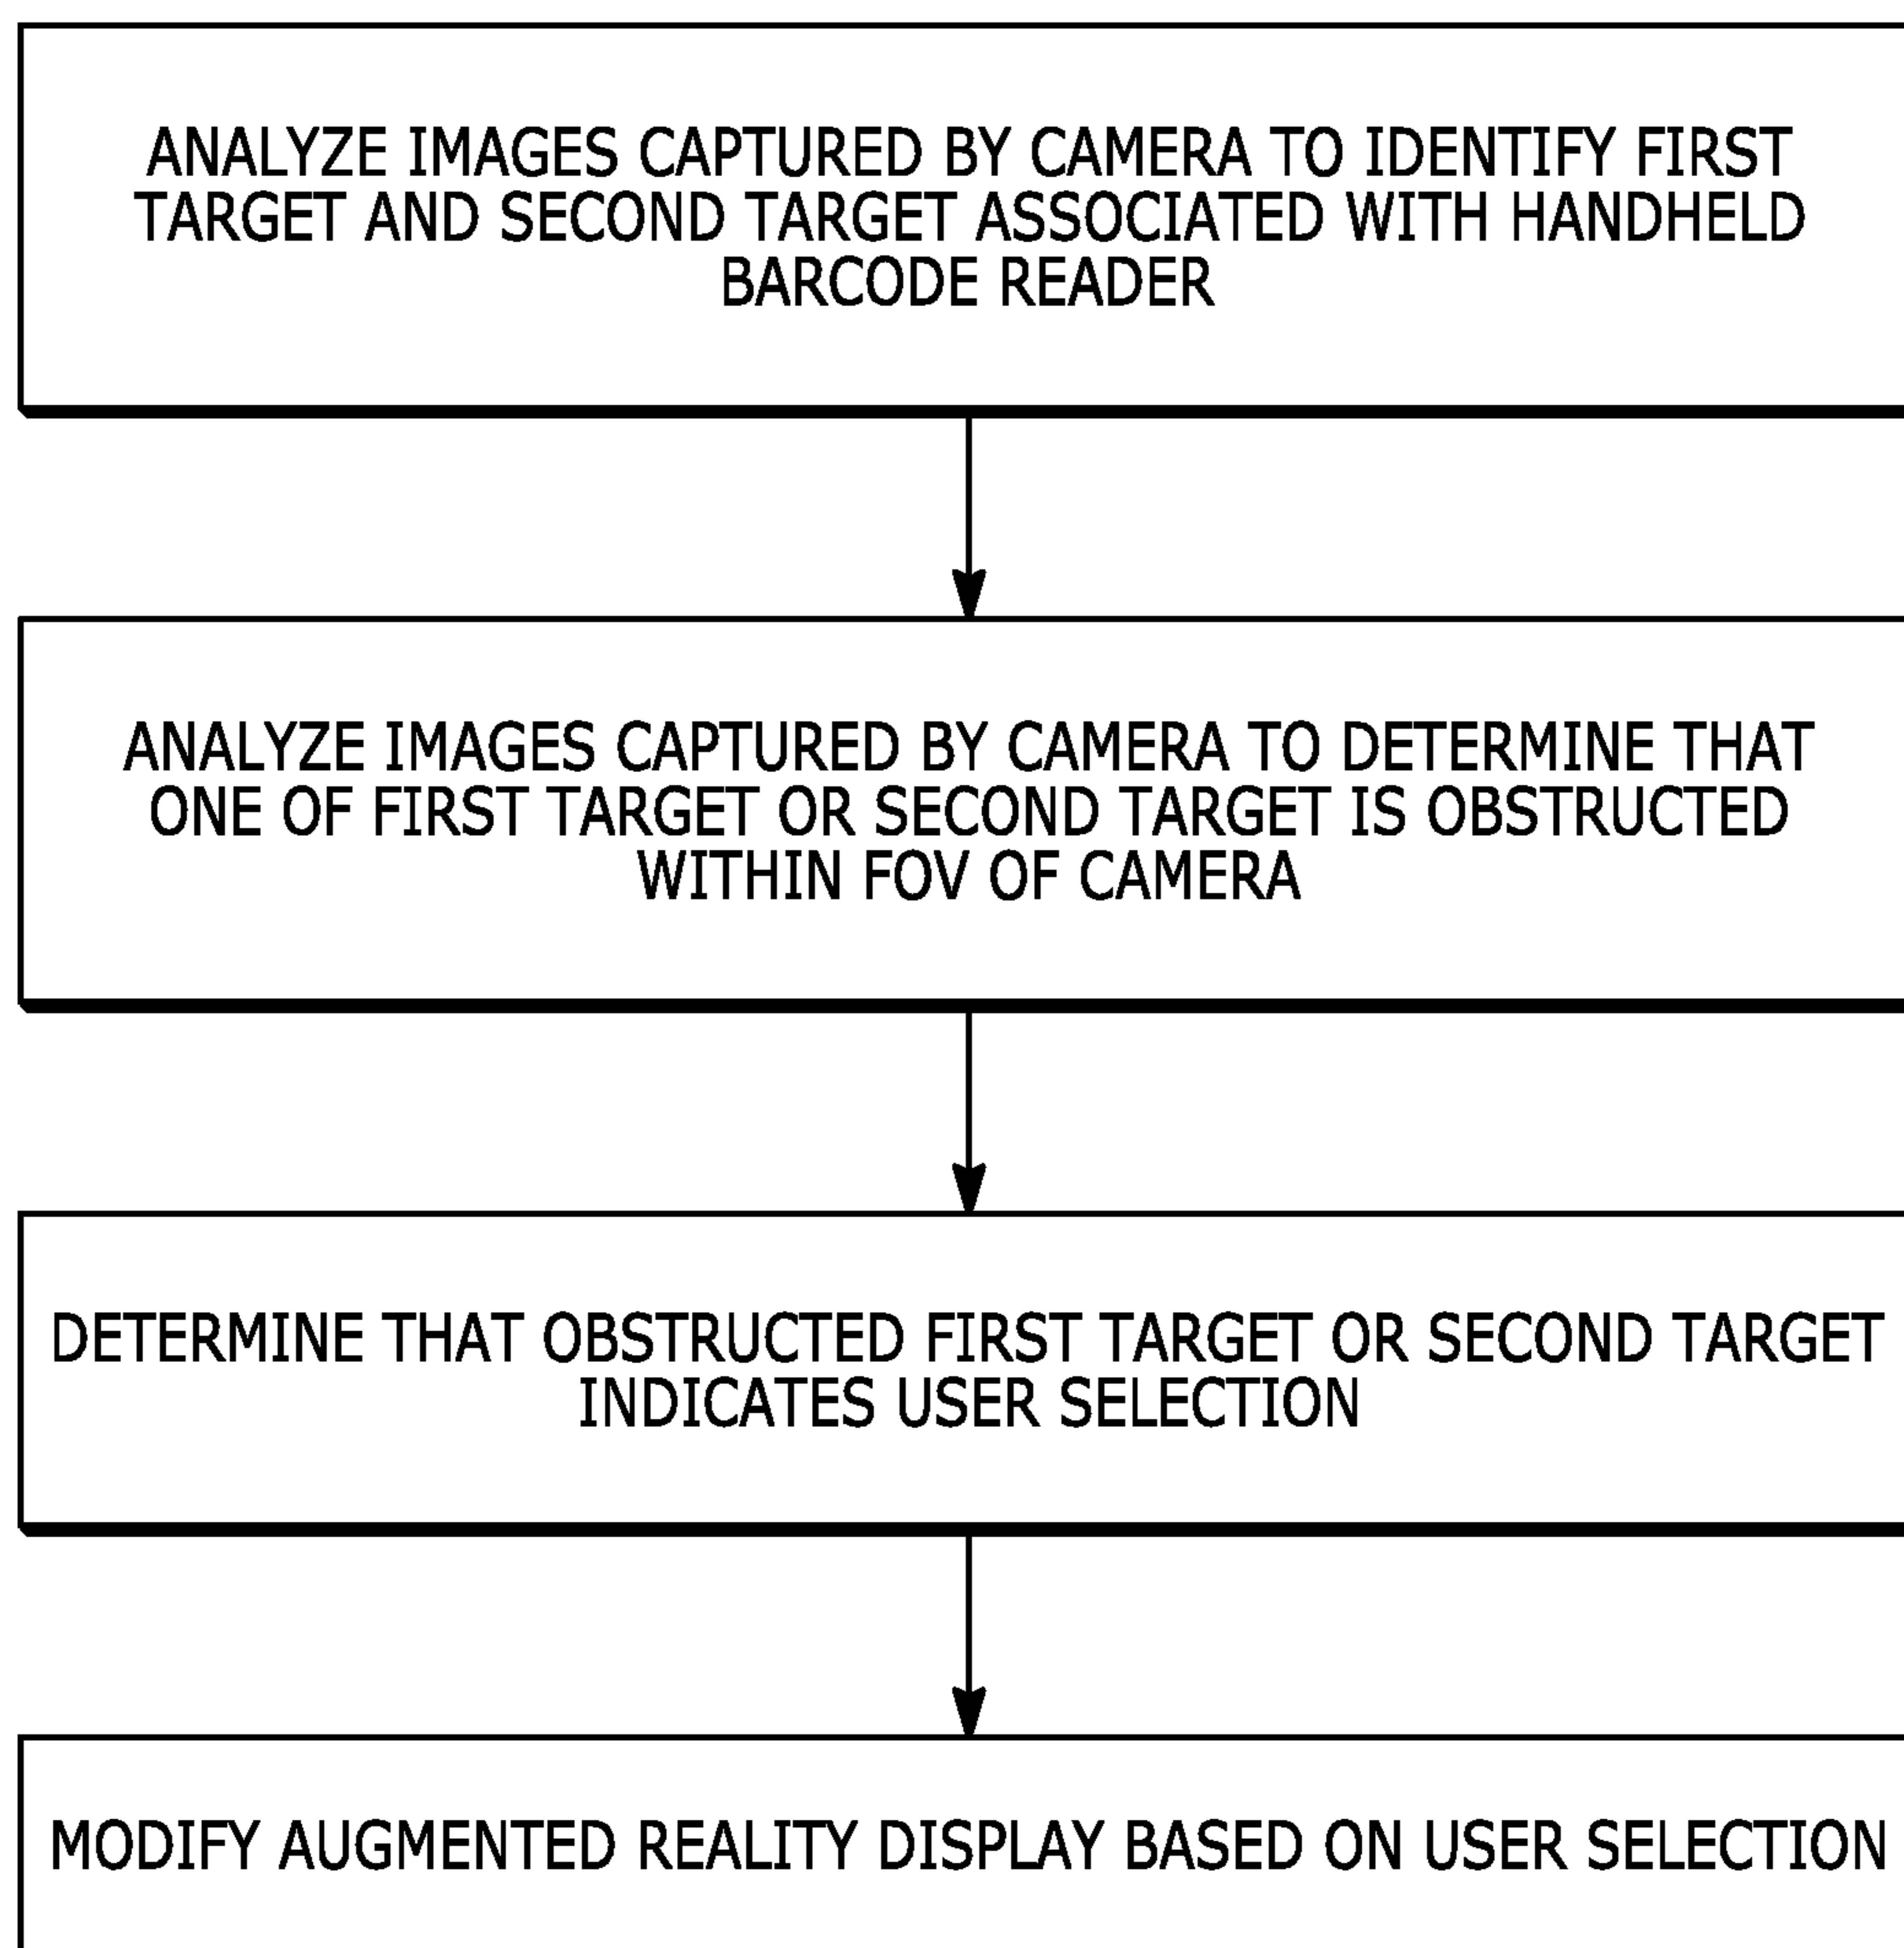 ANALYZE IMAGES CAPTURED BY CAMERA TO IDENTIFY FIRST
TARGET AND SECOND TARGET ASSOCIATED WITH HANDHELD
BARCODE READER
ANALYZE IMAGES CAPTURED BY CAMERA TO DETERMINE THAT
ONE OF FIRST TARGET OR SECOND TARGET IS OBSTRUCTED
WITHIN FOV OF CAMERA
DETERMINE THAT OBSTRUCTED FIRST TARGET OR SECOND TARGET
INDICATES USER SELECTION
MODIFY AUGMENTED REALITY DISPLAY BASED ON USER SELECTION